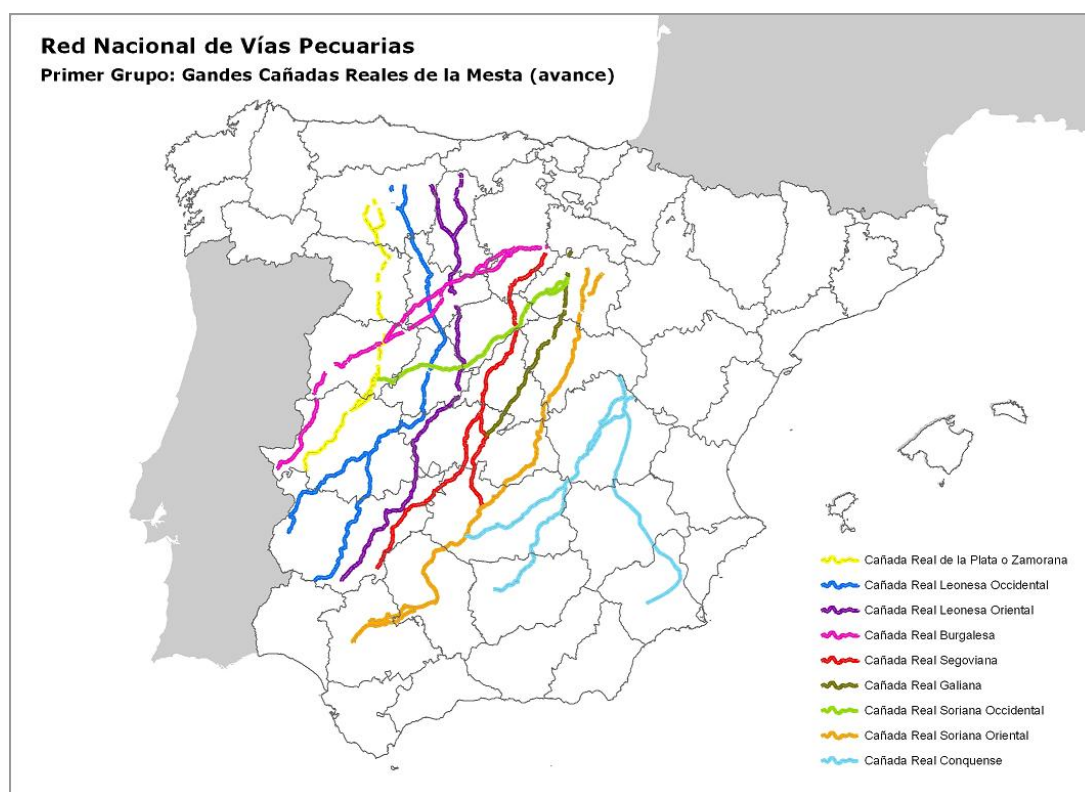 Red Nacional de Vías Pecuarias
Primer Grupo: Gandes Cañadas Reales de la Mesta (avance)
Cañada Real de la Plata o Zamorana
Cañada Real Leonesa Occidental
Cañada Real Leonesa Oriental
Cañada Real Burgalesa
Cañada Real Segoviana
Cañada Real Galiana
Cañada Real Soriana Occidental
Cañada Real Soriana Oriental
Cañada Real Conquense